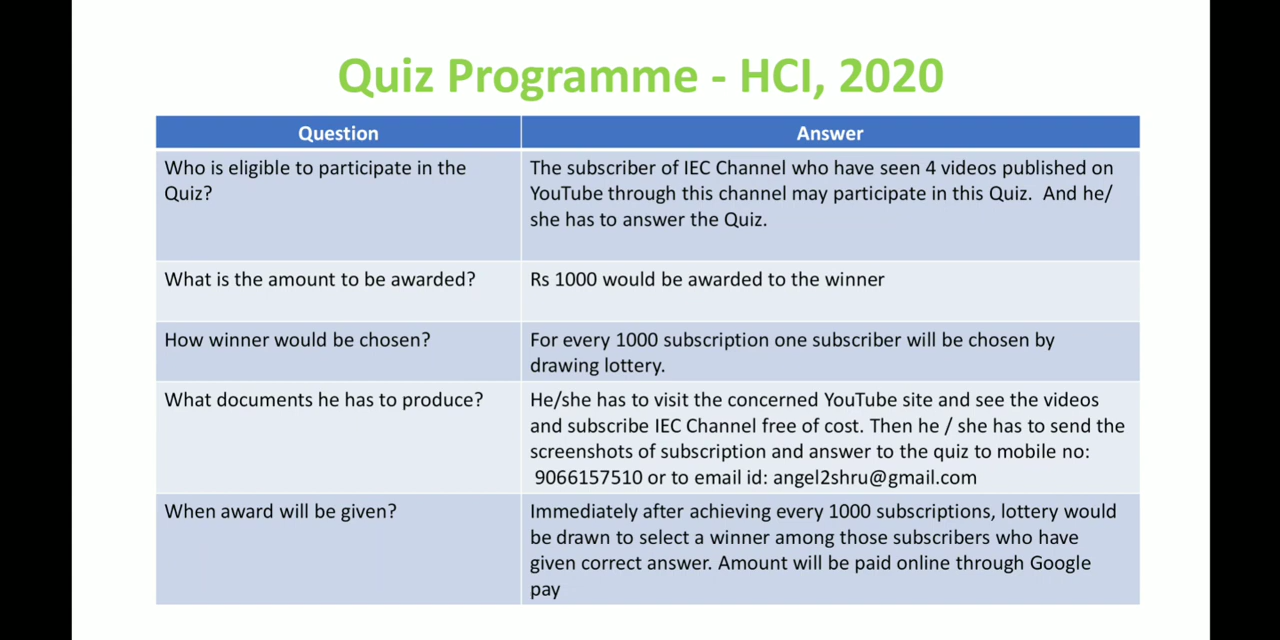 Quiz Programme - HCI, 2020
Question
Answer
Who is eligible to participate in the
Quiz?
The subscriber of IEC Channel who have seen 4 videos published on
YouTube through this channel may participate in this Quiz.  And he/
she has to answer the Quiz.
What is the amount to be awarded?
Rs 1000 would be awarded to the winner
How winner would be chosen?
For every 1000 subscription one subscriber will be chosen by
drawing lottery.
What documents he has to produce?
He/she has to visit the concerned YouTube site and see the videos
and subscribe IEC Channel free of cost. Then he / she has to send the
screenshots of subscription and answer to the quiz to mobile no:
9066157510 or to email id: angel2shru@gmail.com
When award will be given?
Immediately after achieving every 1000 subscriptions, lottery would
be drawn to select a winner among those subscribers who have
given correct answer. Amount will be paid online through Google
pay